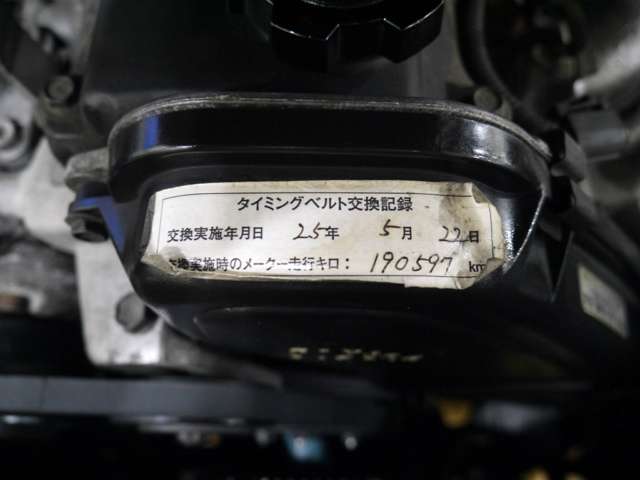 タイミングベルト交換記録
交換実施年月日 25年 5月 22日
交換実施時のメーター走行キロ： 190597 km